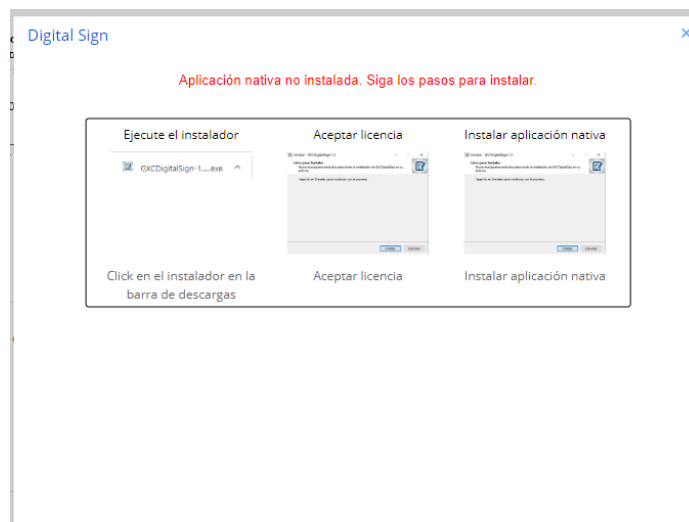 Digital Sign
Aplicación nativa no instalada. Siga los pasos para instalar.
Ejecute el instalador
Aceptar licencia
Instalar aplicación nativa
GXCDigitalSign-1....exe
Click en el instalador en la
barra de descargas
Aceptar licencia
Instalar aplicación nativa